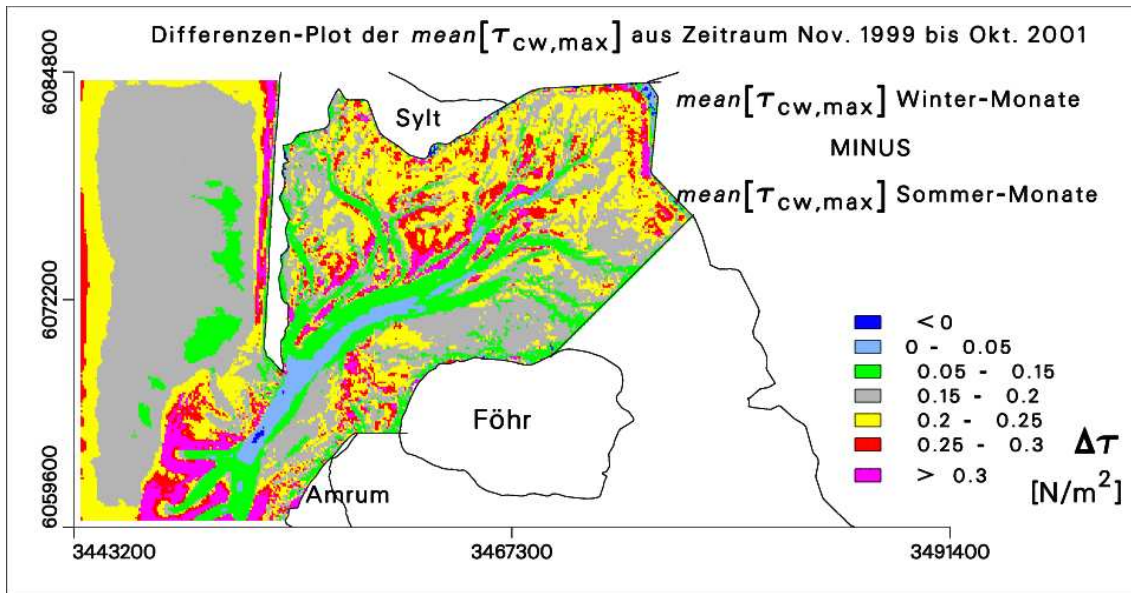 Differenzen-Plot der mean[τcw,max] aus Zeitraum Nov. 1999 bis Okt. 2001
6084800
Sylt
mean[τcw,max] Winter-Monate
MINUS
mean[τcw,max] Sommer-Monate
6072200
< 0
0 - 0.05
0.05 - 0.15
0.15 - 0.2
0.2 - 0.25
0.25 - 0.3 Δτ
> 0.3
[N/m²]
Föhr
Amrum
6059600
3443200 3467300 3491400